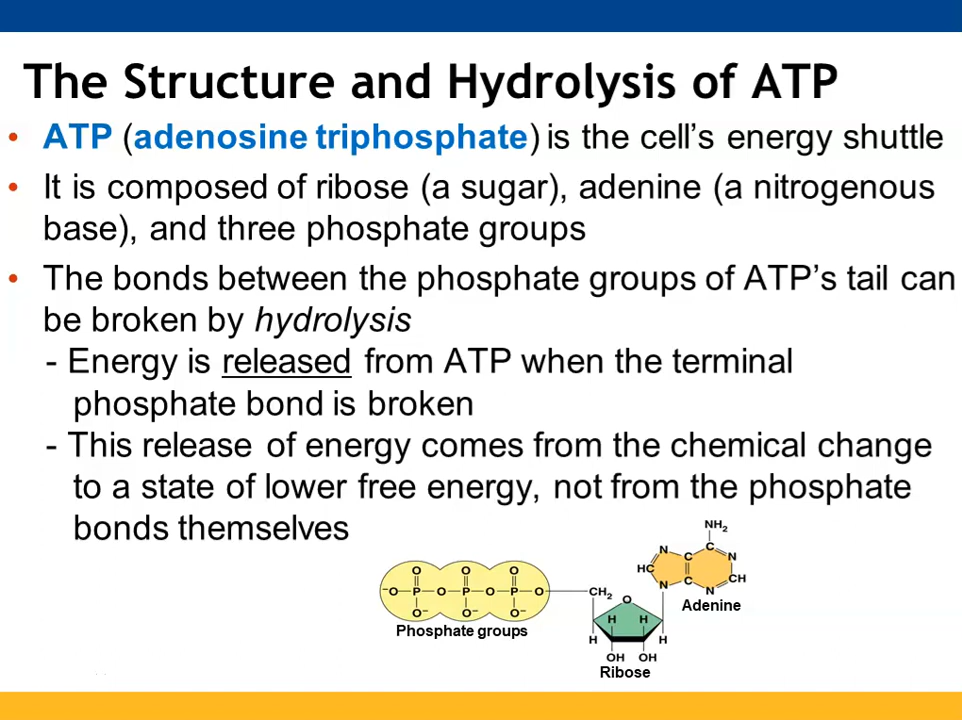 The Structure and Hydrolysis of ATP
• ATP (adenosine triphosphate) is the cell’s energy shuttle
• It is composed of ribose (a sugar), adenine (a nitrogenous
base), and three phosphate groups
• The bonds between the phosphate groups of ATP’s tail can
be broken by hydrolysis
- Energy is released from ATP when the terminal
phosphate bond is broken
- This release of energy comes from the chemical change
to a state of lower free energy, not from the phosphate
bonds themselves
NH₂
N C C N
HC
C N CH
N
O O O
⁻O P O P O P O CH₂
O⁻ O⁻ O⁻
O
Adenine
Phosphate groups
H H
H H
OH OH
Ribose